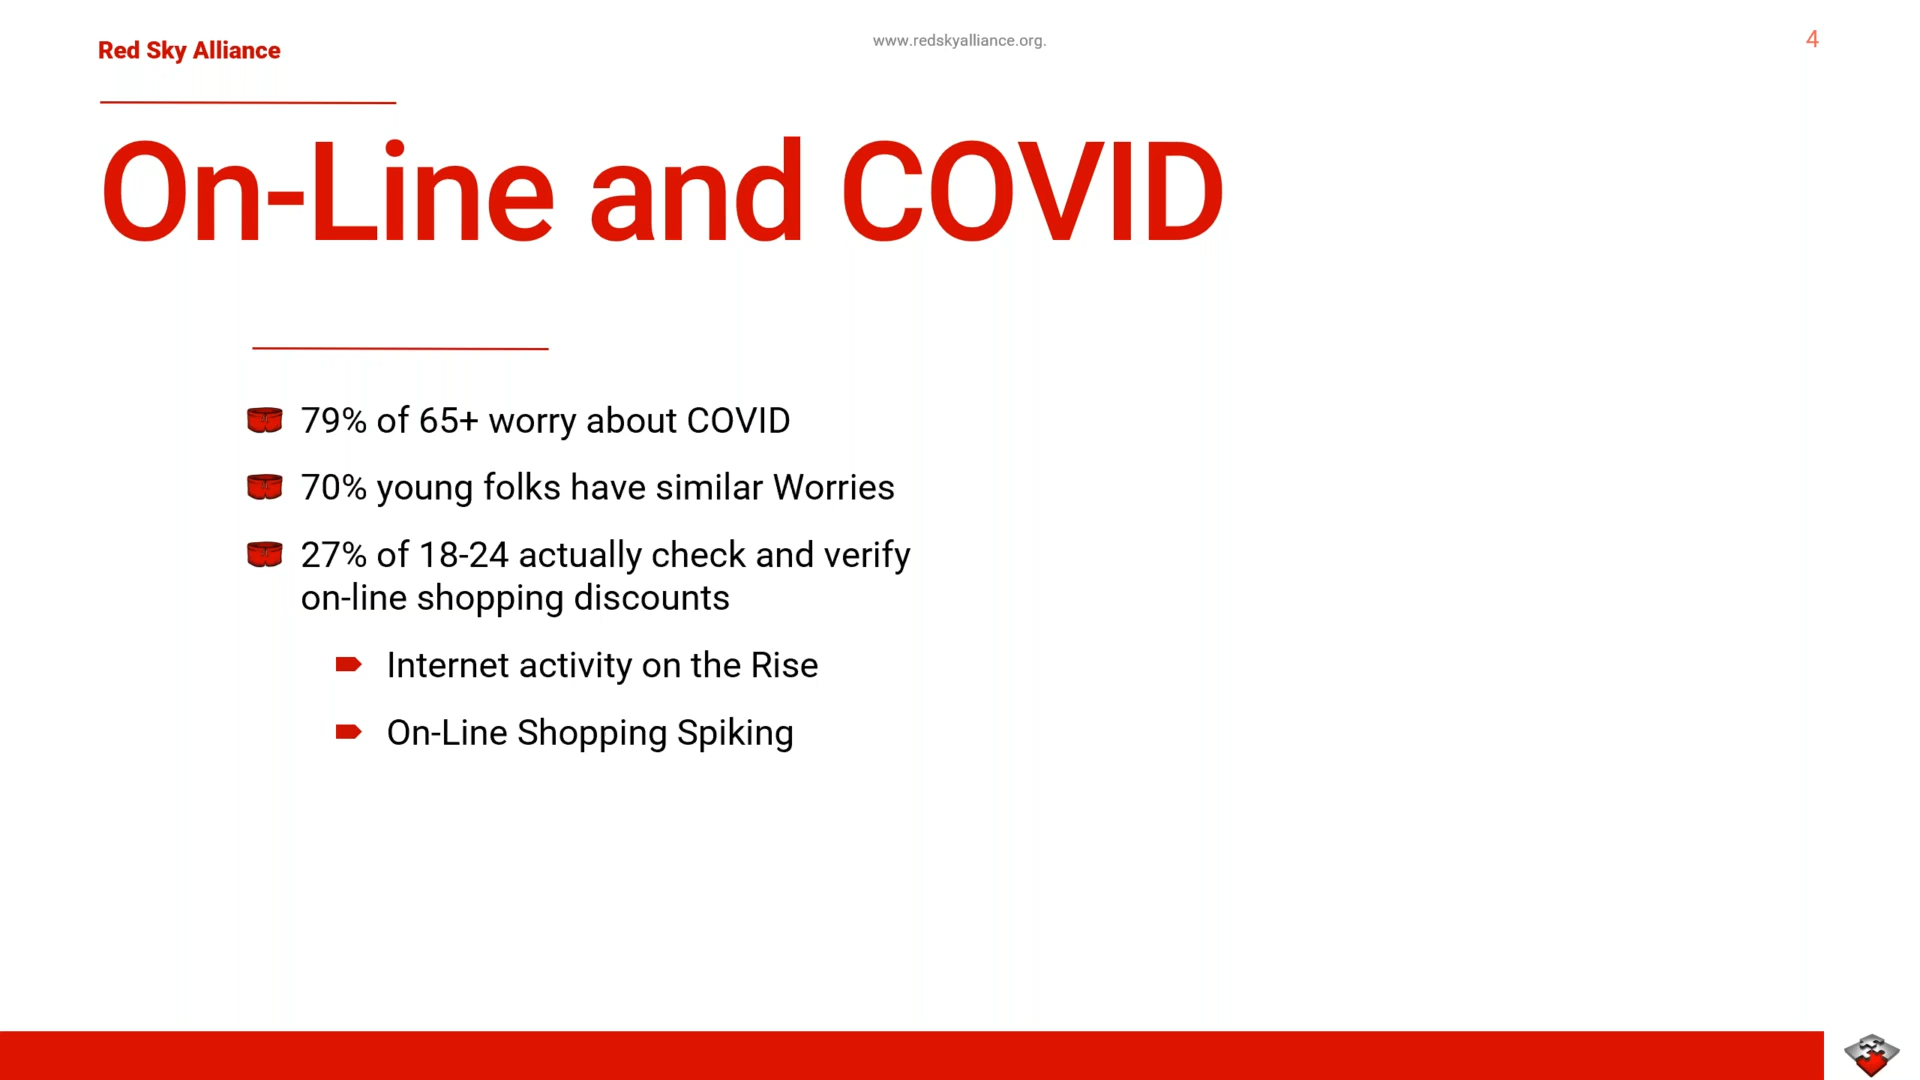 Red Sky Alliance
www.redskyalliance.org.
4
On-Line and COVID
79% of 65+ worry about COVID
70% young folks have similar Worries
27% of 18-24 actually check and verify
on-line shopping discounts
Internet activity on the Rise
On-Line Shopping Spiking